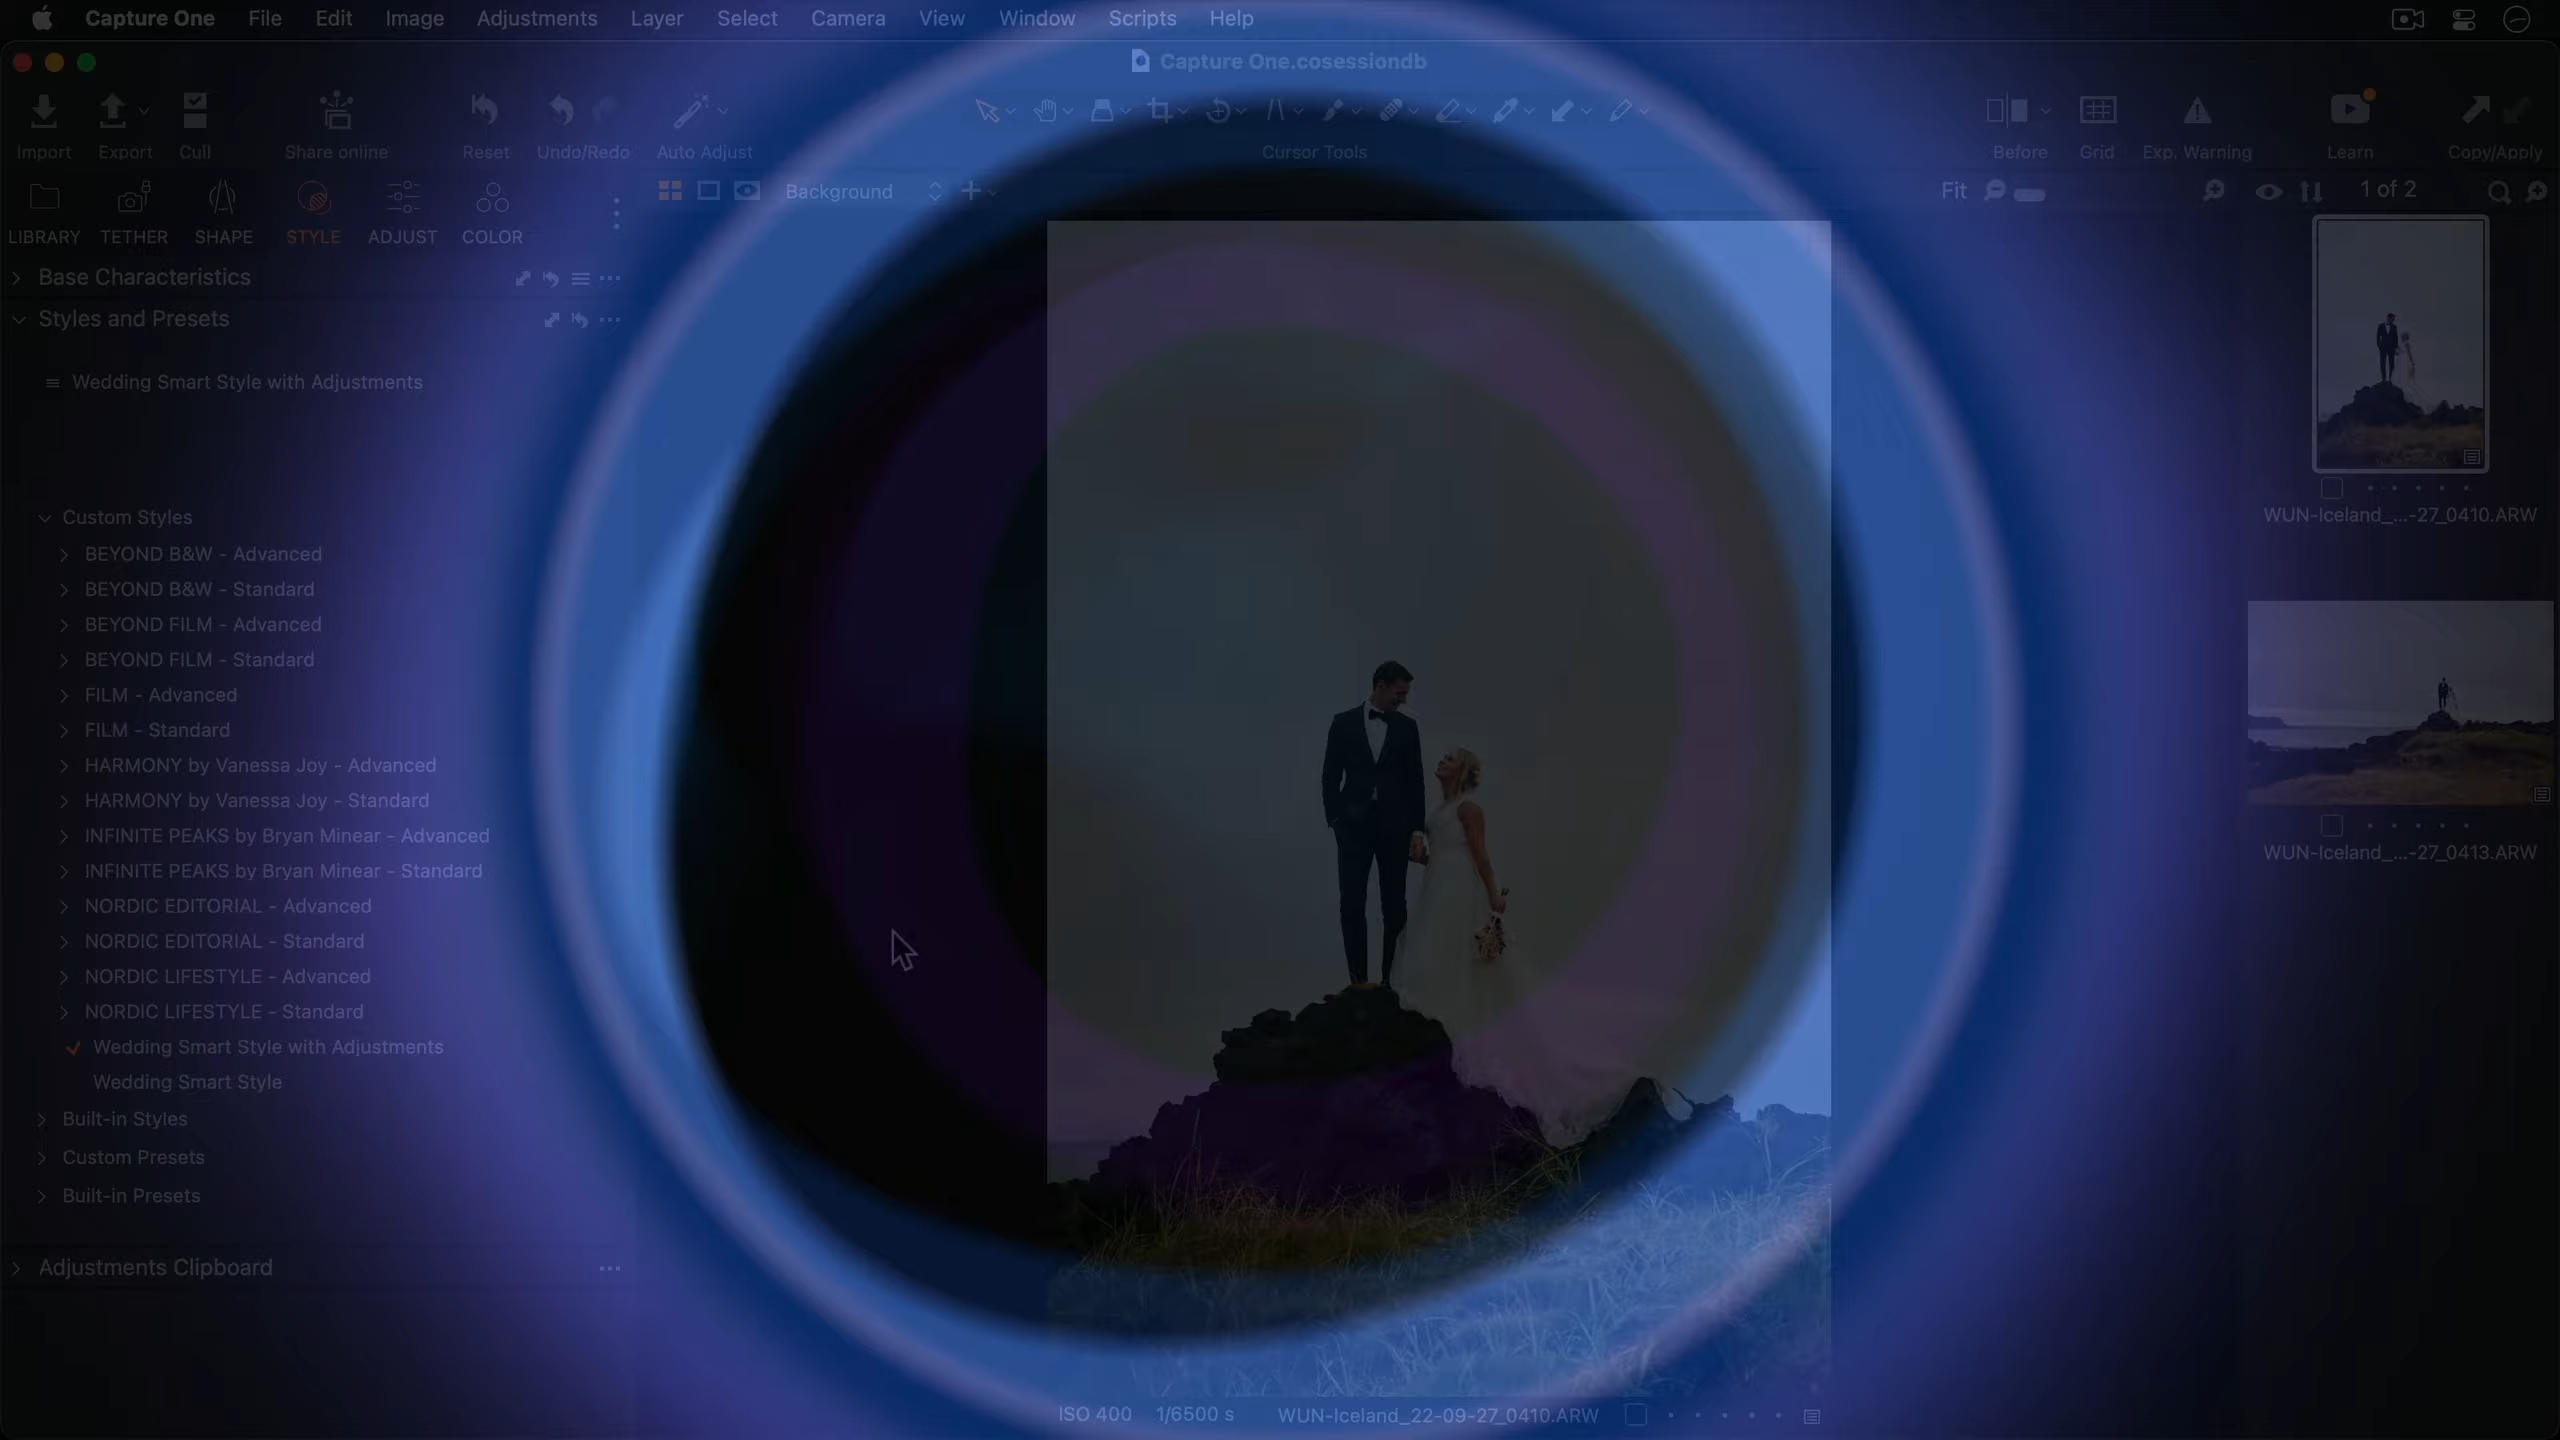 Capture One File Edit Image Adjustments Layer Select Camera View Window Scripts Help
Capture One.cosessiondb
Import Export Cull Share online Reset Undo/Redo Auto Adjust Cursor Tools Before Grid Exp. Warning Learn Copy/Apply
Background Fit 1 of 2
LIBRARY TETHER SHAPE STYLE ADJUST COLOR
Base Characteristics
Styles and Presets
Wedding Smart Style with Adjustments
Custom Styles
BEYOND B&W - Advanced
BEYOND B&W - Standard
BEYOND FILM - Advanced
BEYOND FILM - Standard
FILM - Advanced
FILM - Standard
HARMONY by Vanessa Joy - Advanced
HARMONY by Vanessa Joy - Standard
INFINITE PEAKS by Bryan Minear - Advanced
INFINITE PEAKS by Bryan Minear - Standard
NORDIC EDITORIAL - Advanced
NORDIC EDITORIAL - Standard
NORDIC LIFESTYLE - Advanced
NORDIC LIFESTYLE - Standard
Wedding Smart Style with Adjustments
Wedding Smart Style
Built-in Styles
Custom Presets
Built-in Presets
Adjustments Clipboard
WUN-Iceland_...-27_0410.ARW
WUN-Iceland_...-27_0413.ARW
ISO 400 1/6500 s WUN-Iceland_22-09-27_0410.ARW